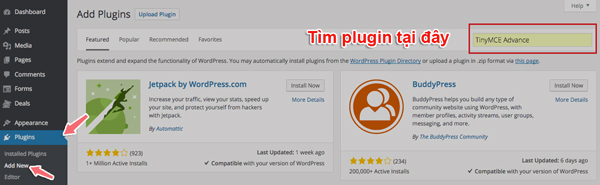 Dashboard
Posts
Media
Pages
Comments
Forms
Deals
Appearance
Plugins
Installed Plugins
Add New
Editor
Help
Add Plugins
Upload Plugin
Featured
Popular
Recommended
Favorites
Tìm plugin tại đây
TinyMCE Advance
Plugins extend and expand the functionality of WordPress. You may automatically install plugins from the WordPress Plugin Directory or upload a plugin in .zip format via this page.
Jetpack by WordPress.com
Install Now
More Details
Increase your traffic, view your stats, speed up
your site, and protect yourself from hackers
with Jetpack.
By Automattic
(923)
1+ Million Active Installs
Last Updated: 1 week ago
Compatible with your version of WordPress
BuddyPress
Install Now
More Details
BuddyPress helps you build any type of
community website using WordPress, with
member profiles, activity streams, user groups,
messaging, and more.
By The BuddyPress Community
(234)
200,000+ Active Installs
Last Updated: 6 days ago
Compatible with your version of WordPress